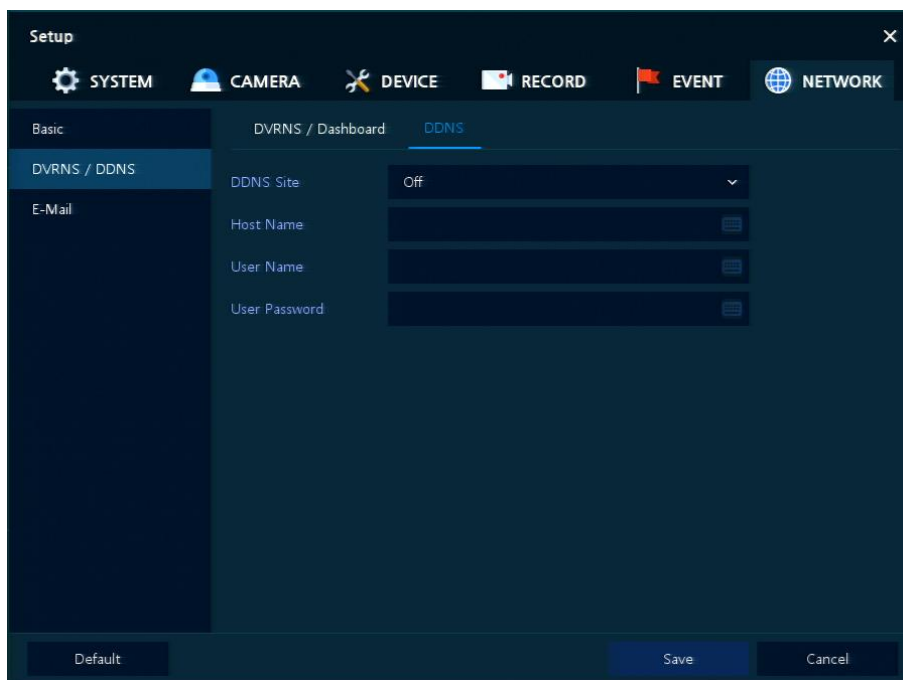 Setup
SYSTEM CAMERA DEVICE RECORD EVENT NETWORK
Basic
DVRNS / DDNS
E-Mail
DVRNS / Dashboard DDNS
DDNS Site Off
Host Name
User Name
User Password
Default Save Cancel